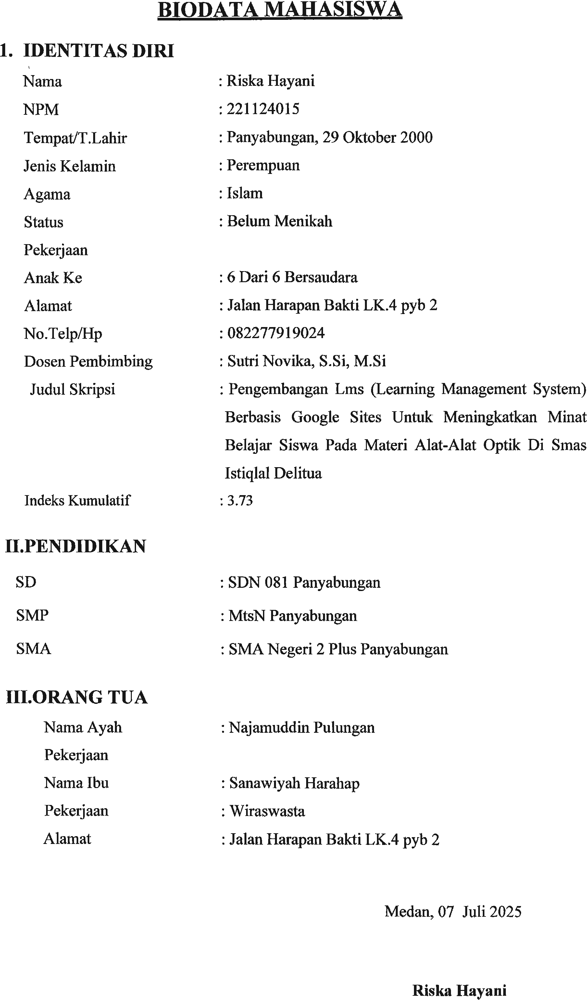 BIODATA MAHASISWA
1. IDENTITAS DIRI
Nama : Riska Hayani
NPM : 221124015
Tempat/T.Lahir : Panyabungan, 29 Oktober 2000
Jenis Kelamin : Perempuan
Agama : Islam
Status : Belum Menikah
Pekerjaan
Anak Ke : 6 Dari 6 Bersaudara
Alamat : Jalan Harapan Bakti LK.4 pyb 2
No.Telp/Hp : 082277919024
Dosen Pembimbing : Sutri Novika, S.Si, M.Si
Judul Skripsi : Pengembangan Lms (Learning Management System)
Berbasis Google Sites Untuk Meningkatkan Minat
Belajar Siswa Pada Materi Alat-Alat Optik Di Smas
Istiqlal Delitua
Indeks Kumulatif : 3.73
II.PENDIDIKAN
SD : SDN 081 Panyabungan
SMP : MtsN Panyabungan
SMA : SMA Negeri 2 Plus Panyabungan
III.ORANG TUA
Nama Ayah : Najamuddin Pulungan
Pekerjaan
Nama Ibu : Sanawiyah Harahap
Pekerjaan : Wiraswasta
Alamat : Jalan Harapan Bakti LK.4 pyb 2
Medan, 07 Juli 2025
Riska Hayani